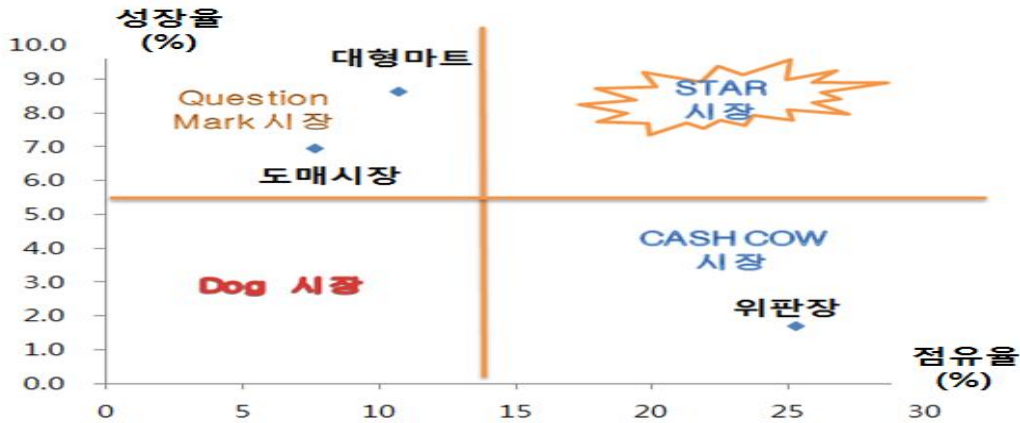 성장율
(%)
10.0
9.0
8.0
7.0
6.0
5.0
4.0
3.0
2.0
1.0
0.0
대형마트
Question
Mark 시장
도매시장
STAR
시장
Dog 시장
CASH COW
시장
위판장
점유율
(%)
0 5 10 15 20 25 30